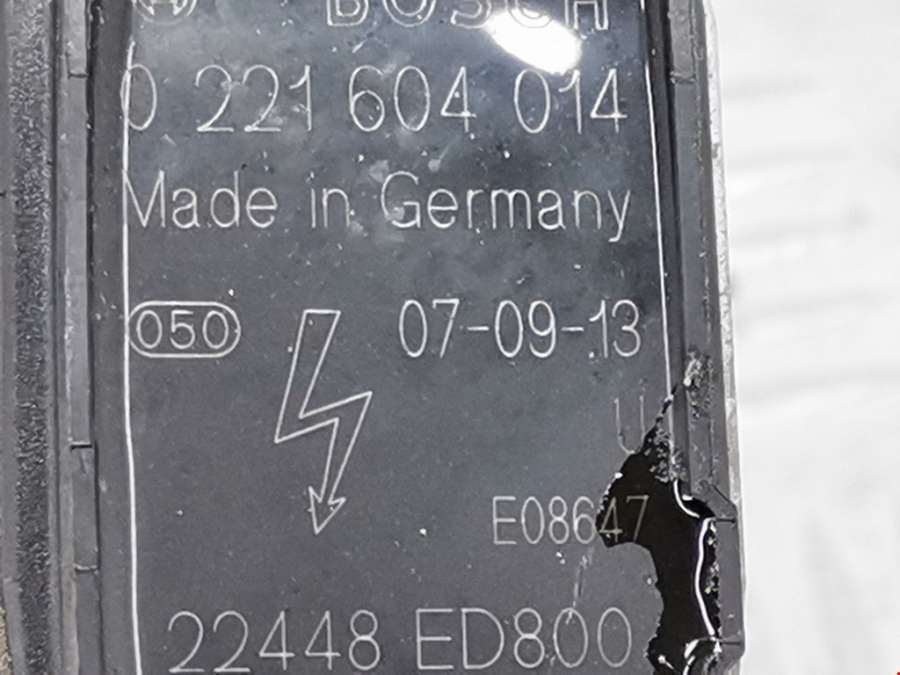 BOSCH
0 221 604 014
Made in Germany
050 07-09-13
U
E08647
22448 ED800